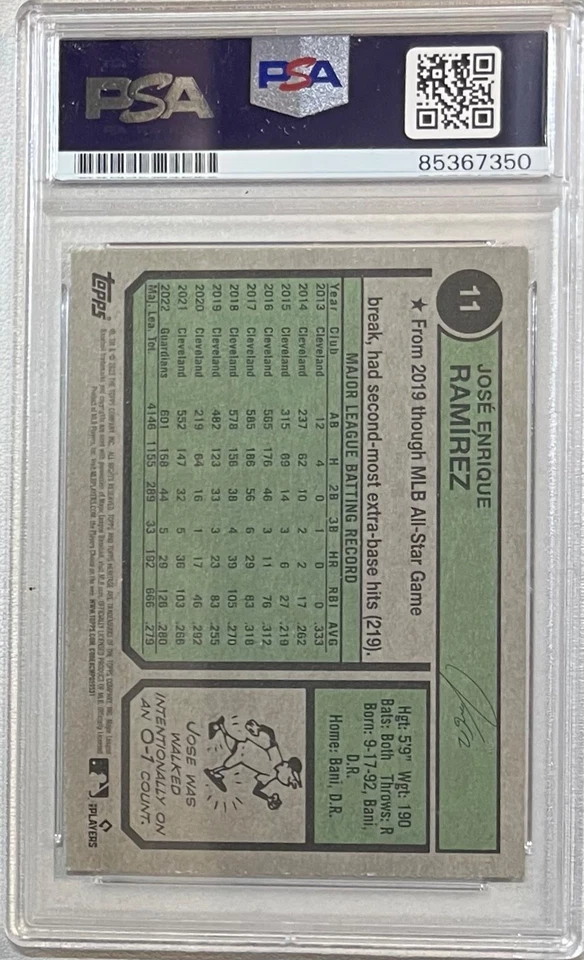 PSA
PSA
85367350
11
JOSÉ ENRIQUE
RAMIREZ
★ From 2019 though MLB All-Star Game
break, had second-most extra-base hits (219).
MAJOR LEAGUE BATTING RECORD
Year Club AB H 2B 3B HR RBI AVG
2013 Cleveland 12 4 0 1 0 0 .333
2014 Cleveland 237 62 10 2 2 17 .262
2015 Cleveland 315 69 14 3 6 27 .219
2016 Cleveland 565 176 46 3 11 76 .312
2017 Cleveland 585 186 56 6 29 83 .318
2018 Cleveland 578 156 38 4 39 105 .270
2019 Cleveland 482 123 33 3 23 83 .255
2020 Cleveland 219 64 16 1 17 46 .292
2021 Cleveland 552 147 32 5 36 103 .266
2022 Guardians 601 168 44 5 29 126 .280
Maj. Lea. Tot. 4146 1155 289 33 192 666 .279
Hgt: 5'9" Wgt: 190
Bats: Both Throws: R
Born: 9-17-92, Bani,
D.R.
Home: Bani, D.R.
JOSE WAS
WALKED
INTENTIONALLY ON
AN 0-1 COUNT.
TOPPS
PLAYERS